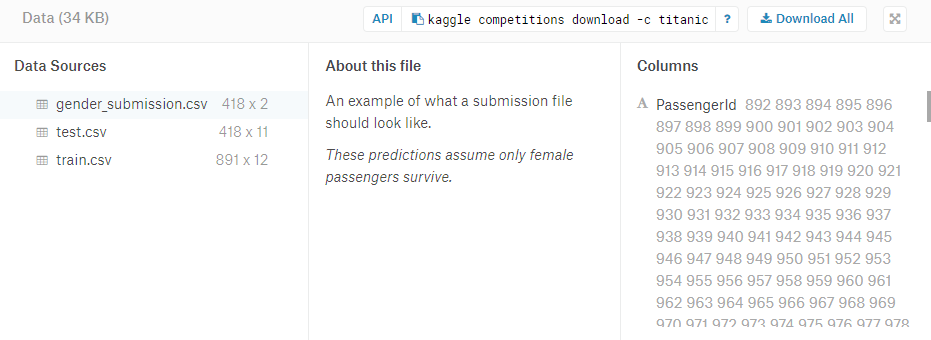 Data (34 KB)
API kaggle competitions download -c titanic ? Download All
Data Sources
gender_submission.csv 418 x 2
test.csv 418 x 11
train.csv 891 x 12
About this file
An example of what a submission file
should look like.
These predictions assume only female
passengers survive.
Columns
A PassengerId 892 893 894 895 896
897 898 899 900 901 902 903 904
905 906 907 908 909 910 911 912
913 914 915 916 917 918 919 920 921
922 923 924 925 926 927 928 929
930 931 932 933 934 935 936 937
938 939 940 941 942 943 944 945
946 947 948 949 950 951 952 953
954 955 956 957 958 959 960 961
962 963 964 965 966 967 968 969
970 971 972 973 974 975 976 977 978